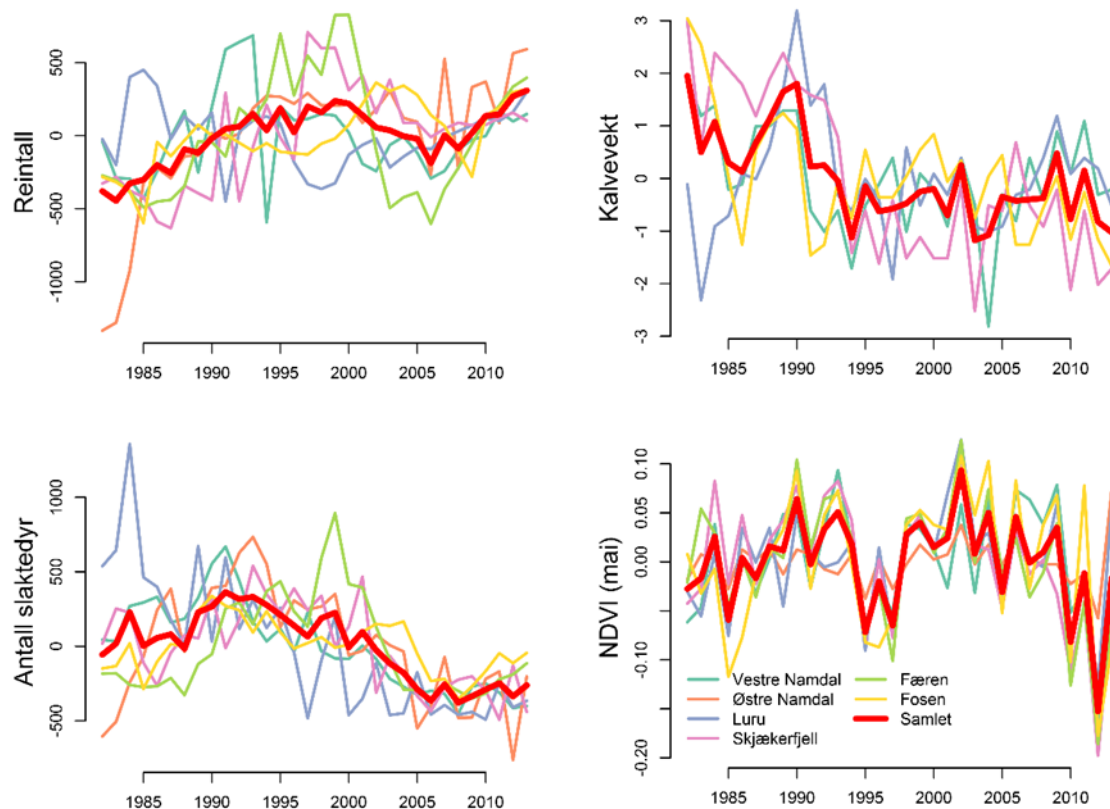 Reintall
500
0
-500
-1000
1985 1990 1995 2000 2005 2010
Kalvevekt
3
2
1
0
-1
-2
-3
1985 1990 1995 2000 2005 2010
Antall slaktedyr
1000
500
0
-500
1985 1990 1995 2000 2005 2010
NDVI (mai)
0.10
0.05
0.00
-0.10
-0.20
Vestre Namdal Færen
Østre Namdal Fosen
Luru Samlet
Skjækerfjell
1985 1990 1995 2000 2005 2010